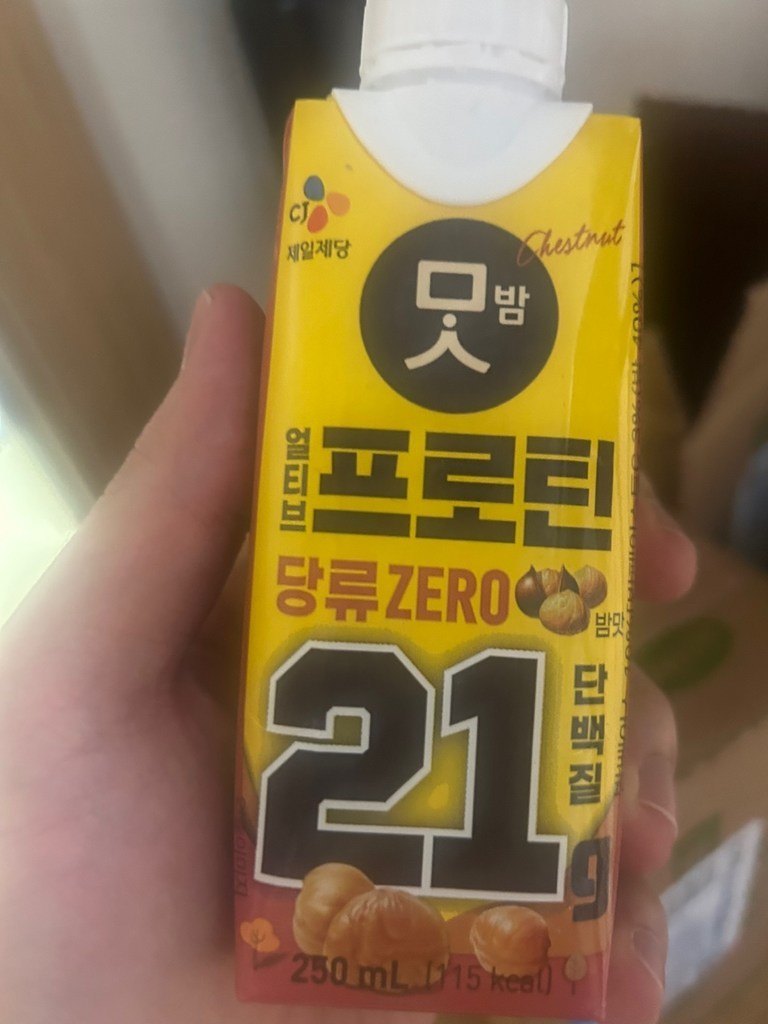 CJ
제일제당
Chestnut
맛밤
얼티브
프로틴
당류ZERO
밤맛
21g
단백질
250 mL (115 kcal)